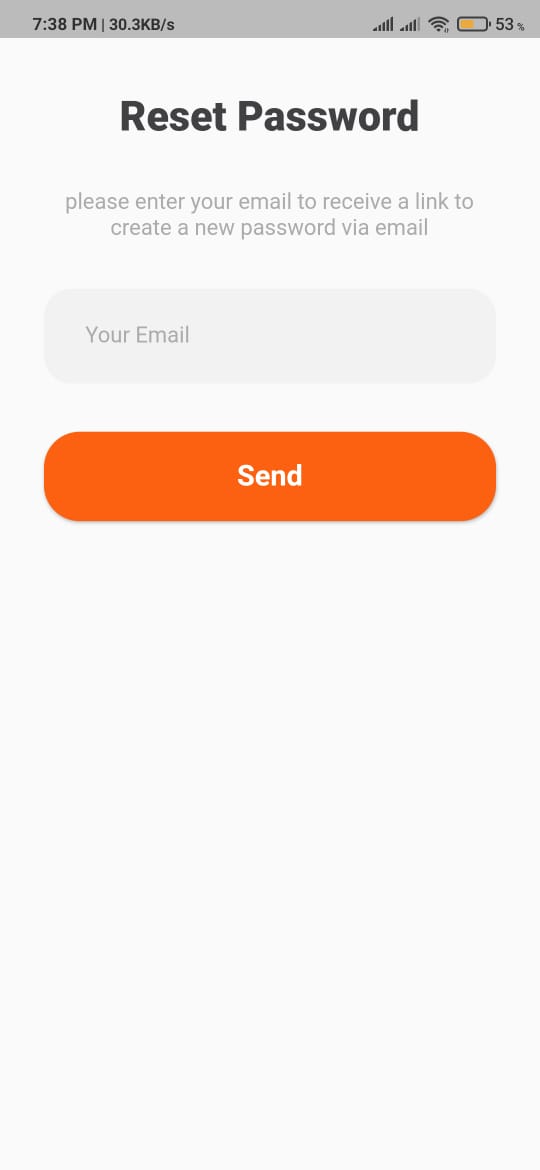 7:38 PM | 30.3KB/s 53 %
Reset Password
please enter your email to receive a link to
create a new password via email
Your Email
Send